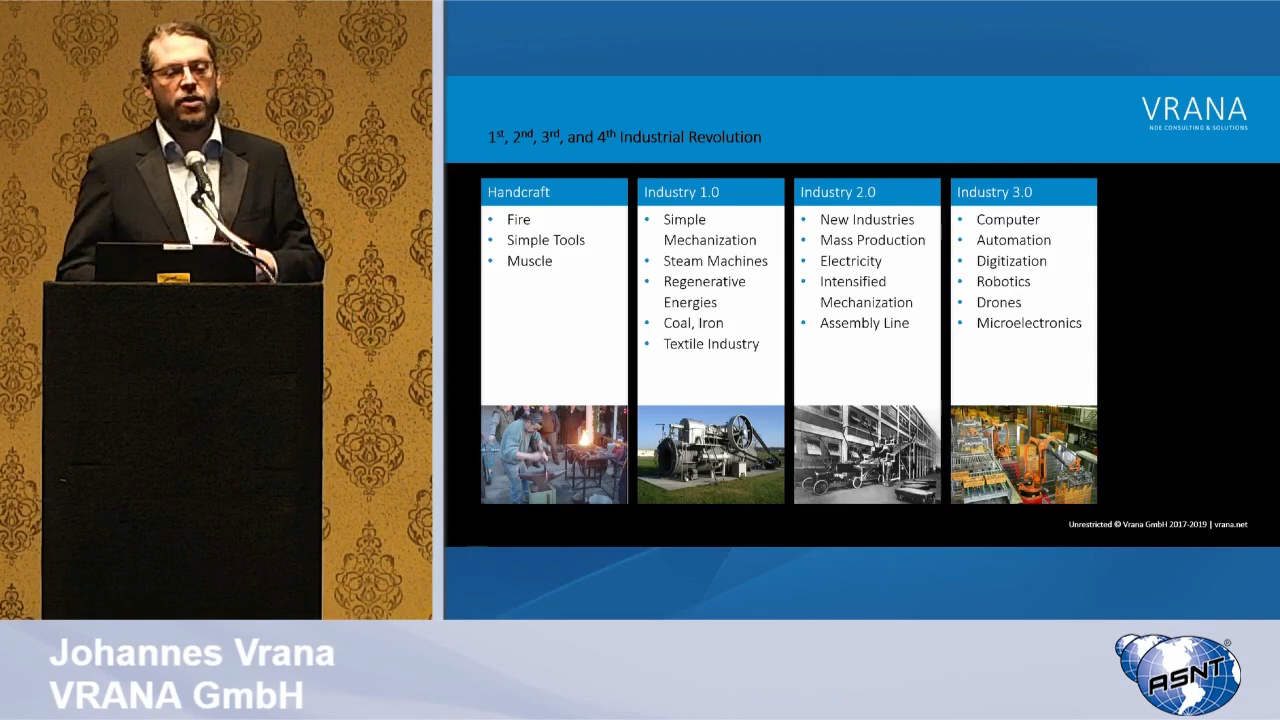 VRANA
NDE CONSULTING & SOLUTIONS
1st, 2nd, 3rd, and 4th Industrial Revolution
Handcraft
• Fire
• Simple Tools
• Muscle
Industry 1.0
• Simple
Mechanization
• Steam Machines
• Regenerative
Energies
• Coal, Iron
• Textile Industry
Industry 2.0
• New Industries
• Mass Production
• Electricity
• Intensified
Mechanization
• Assembly Line
Industry 3.0
• Computer
• Automation
• Digitization
• Robotics
• Drones
• Microelectronics
Unrestricted © Vrana GmbH 2017-2019 | vrana.net
Johannes Vrana
VRANA GmbH
ASNT
®